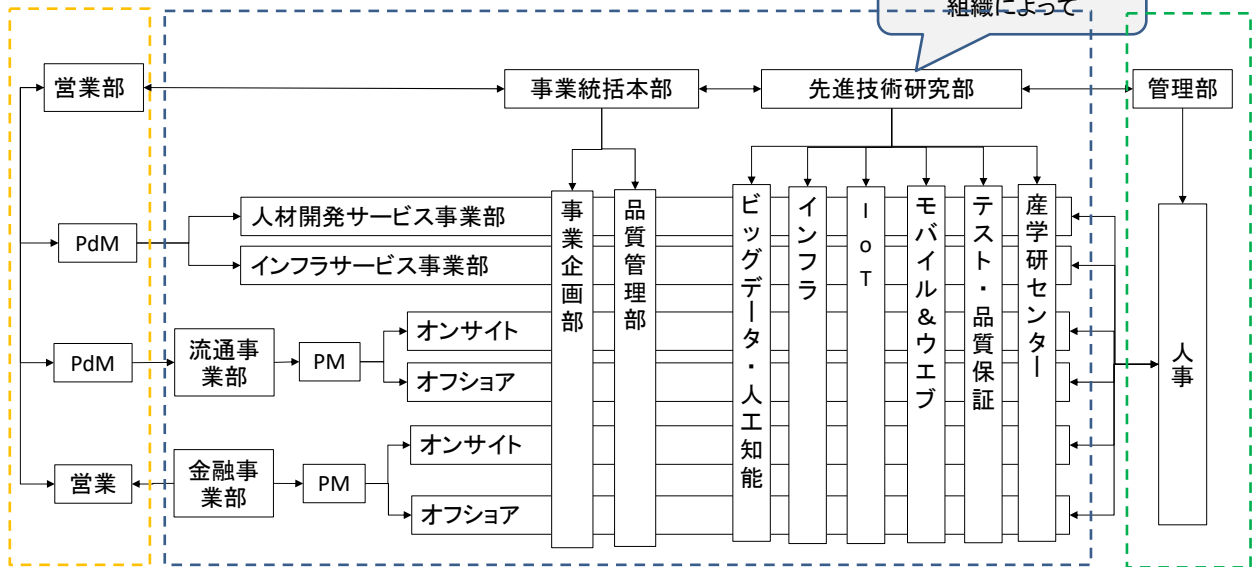 組織によって
営業部
事業統括本部
先進技術研究部
管理部
PdM
人材開発サービス事業部
インフラサービス事業部
事業企画部
品質管理部
ビッグデータ・人工知能
インフラ
IoT
モバイル&ウエブ
テスト・品質保証
産学研センター
人事
PdM
流通事
業部
PM
オンサイト
オフショア
営業
金融事
業部
PM
オンサイト
オフショア